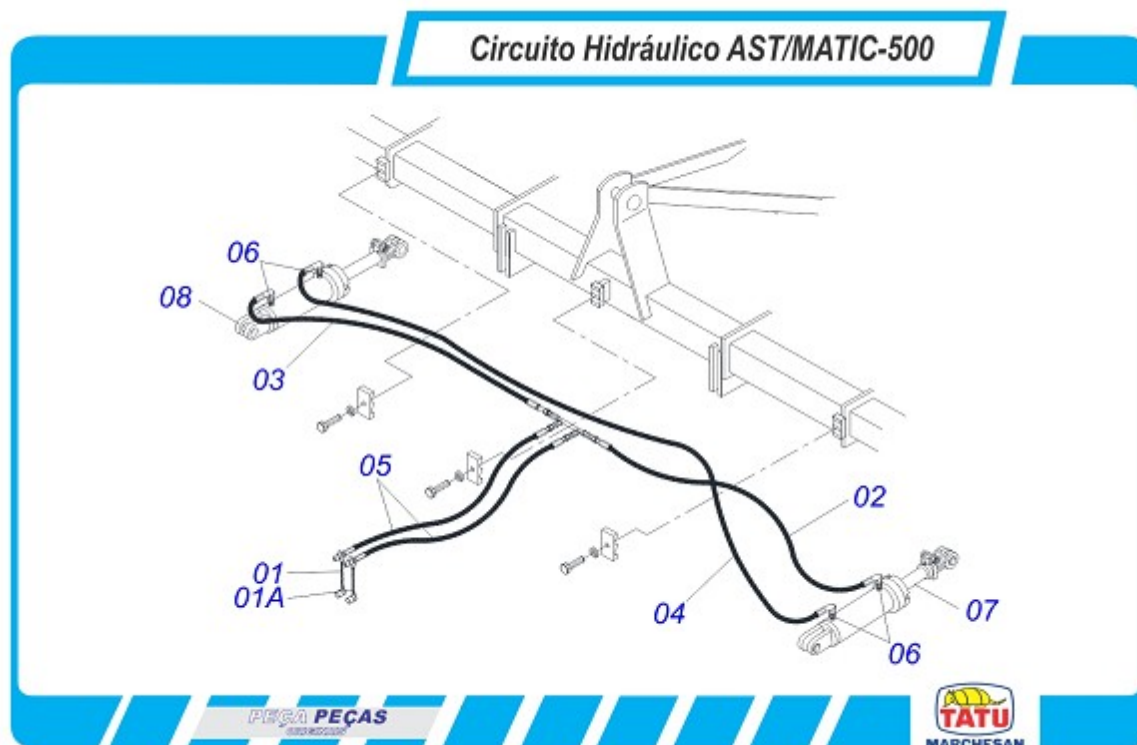 Circuito Hidráulico AST/MATIC-500
06
08
03
05
02
01
01A
04
07
06
PEÇA PEÇAS
ORIGINAIS
TATU
MARCHESAN